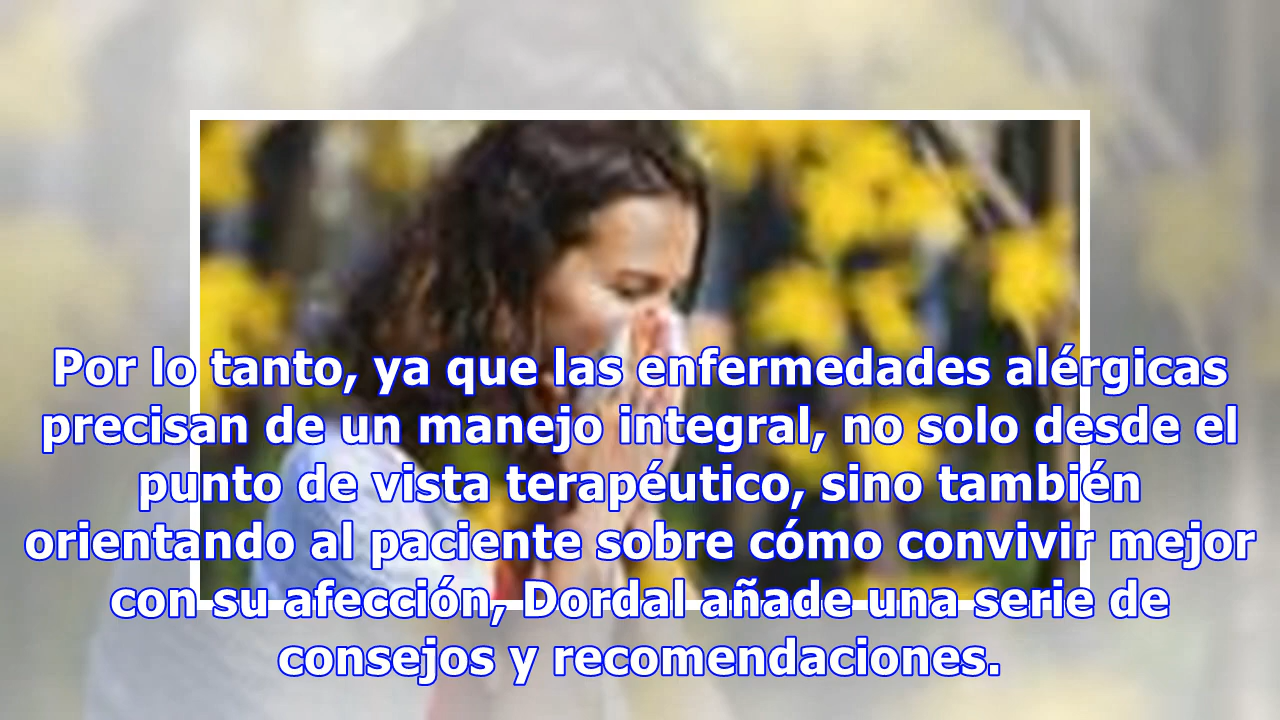 Por lo tanto, ya que las enfermedades alérgicas
precisan de un manejo integral, no solo desde el
punto de vista terapéutico, sino también
orientando al paciente sobre cómo convivir mejor
con su afección, Dordal añade una serie de
consejos y recomendaciones.